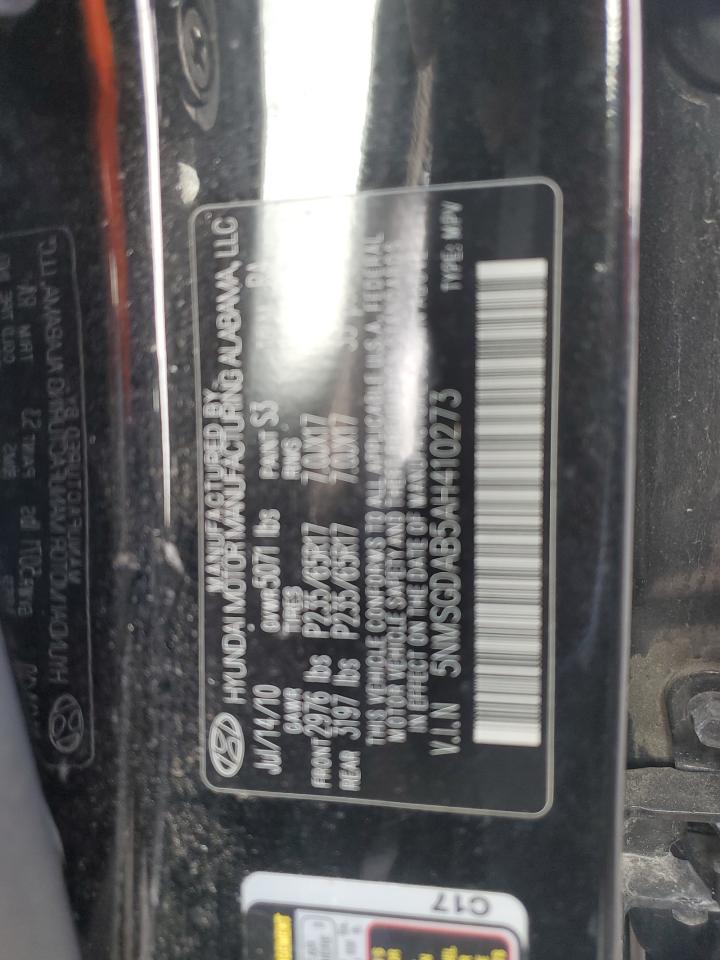 MANUFACTURED BY
HYUNDAI MOTOR MANUFACTURING ALABAMA, LLC
JUl/14/10 GVWR 5071 lbs PAINT S3
GAWR TIRES RIMS
FRONT 2976 lbs P235/65R17 7.0JX17
REAR 3197 lbs P235/65R17 7.0JX17
THIS VEHICLE CONFORMS TO ALL APPLICABLE U.S.A. FEDERAL
MOTOR VEHICLE SAFETY AND
IN EFFECT ON THE DATE OF
V.I.N 5NMSGDAB5AH410273 TYPE: MPV
C17